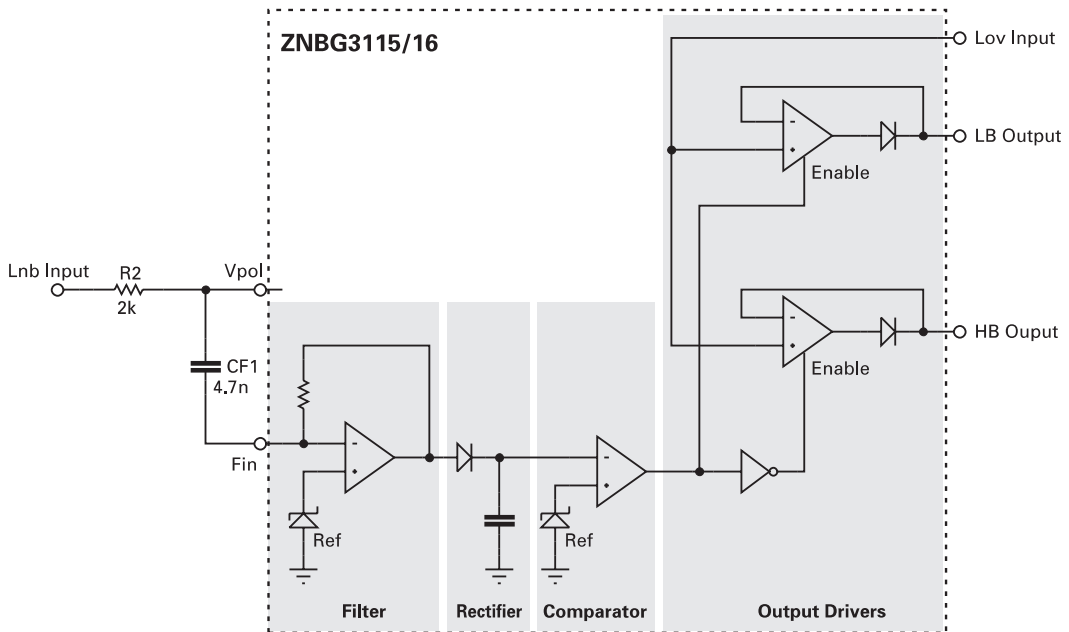 ZNBG3115/16
Lov Input
LB Output
Enable
Lnb Input
R2
2k
Vpol
CF1
4.7n
HB Ouput
Enable
Fin
-
+
Ref
-
+
Ref
-
+
-
+
Filter
Rectifier
Comparator
Output Drivers